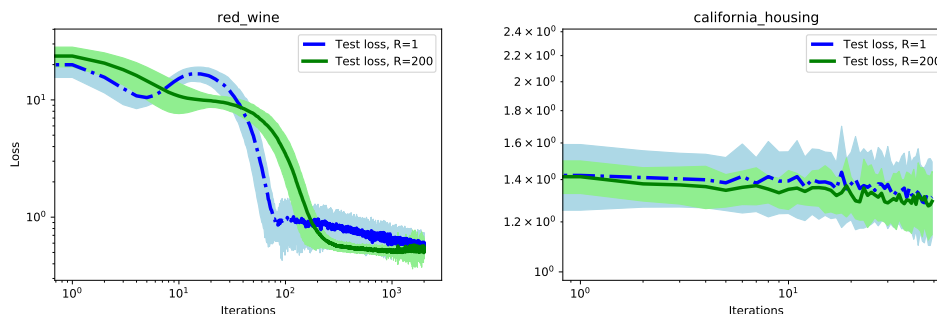 red_wine
Test loss, R=1
Test loss, R=200
Loss
10¹
10⁰
10⁰ 10¹ 10² 10³
Iterations
california_housing
Test loss, R=1
Test loss, R=200
2.4 × 10⁰
2.2 × 10⁰
2 × 10⁰
1.8 × 10⁰
1.6 × 10⁰
1.4 × 10⁰
1.2 × 10⁰
10⁰
10⁰ 10¹
Iterations